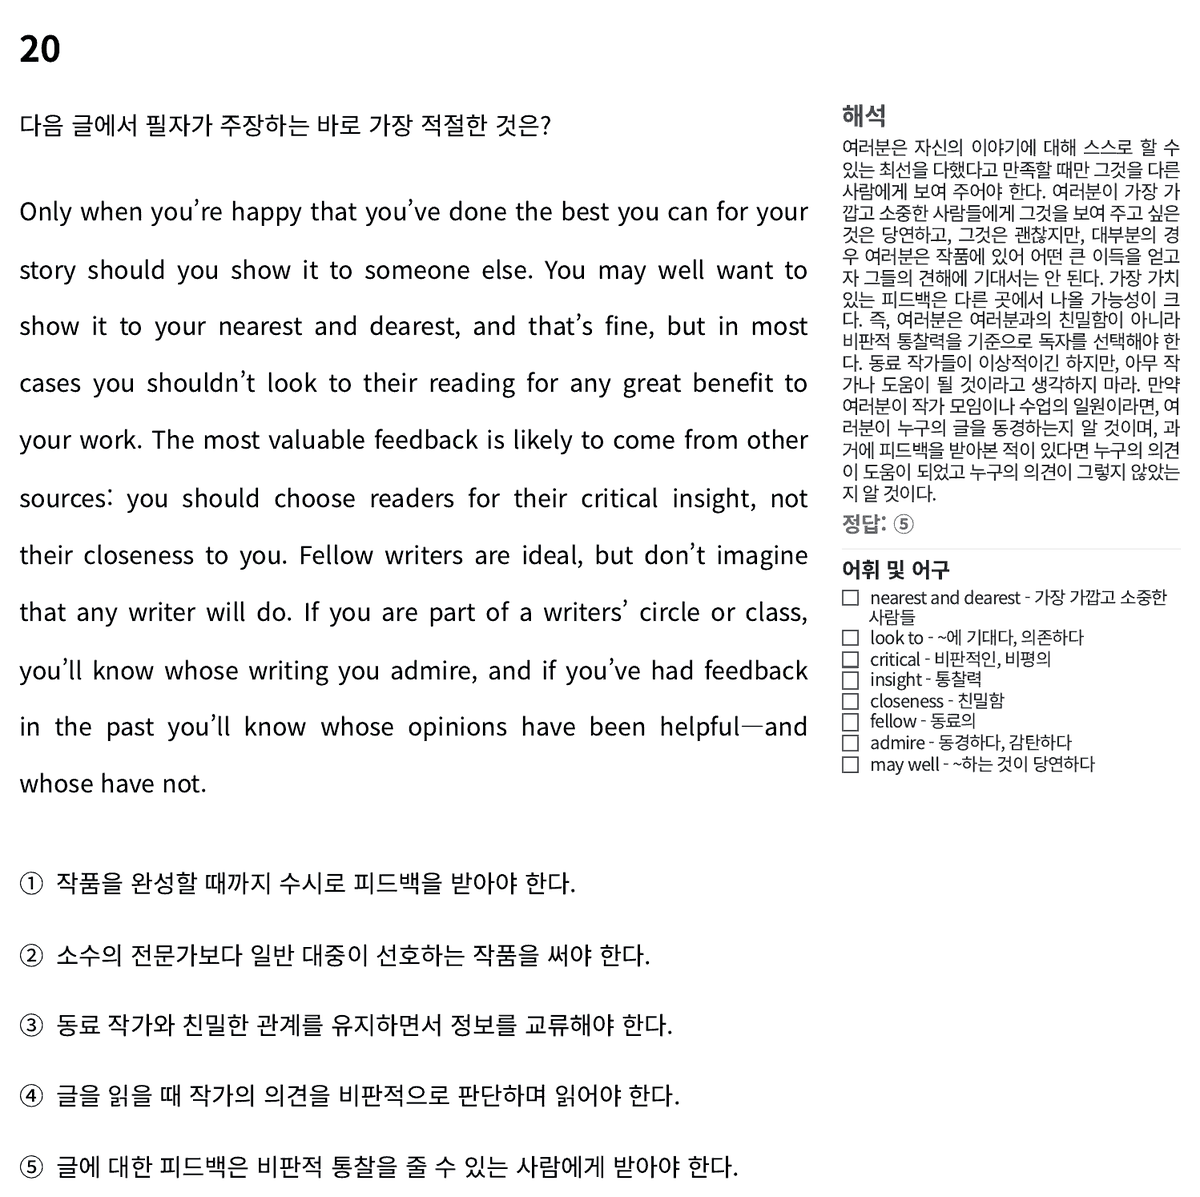 20
다음 글에서 필자가 주장하는 바로 가장 적절한 것은?
Only when you’re happy that you’ve done the best you can for your
story should you show it to someone else. You may well want to
show it to your nearest and dearest, and that’s fine, but in most
cases you shouldn’t look to their reading for any great benefit to
your work. The most valuable feedback is likely to come from other
sources: you should choose readers for their critical insight, not
their closeness to you. Fellow writers are ideal, but don’t imagine
that any writer will do. If you are part of a writers’ circle or class,
you’ll know whose writing you admire, and if you’ve had feedback
in the past you’ll know whose opinions have been helpful—and
whose have not.
① 작품을 완성할 때까지 수시로 피드백을 받아야 한다.
② 소수의 전문가보다 일반 대중이 선호하는 작품을 써야 한다.
③ 동료 작가와 친밀한 관계를 유지하면서 정보를 교류해야 한다.
④ 글을 읽을 때 작가의 의견을 비판적으로 판단하며 읽어야 한다.
⑤ 글에 대한 피드백은 비판적 통찰을 줄 수 있는 사람에게 받아야 한다.
해석
여러분은 자신의 이야기에 대해 스스로 할 수
있는 최선을 다했다고 만족할 때만 그것을 다른
사람에게 보여 주어야 한다. 여러분이 가장 가
깝고 소중한 사람들에게 그것을 보여 주고 싶은
것은 당연하고, 그것은 괜찮지만, 대부분의 경
우 여러분은 작품에 있어 어떤 큰 이득을 얻고
자 그들의 견해에 기대서는 안 된다. 가장 가치
있는 피드백은 다른 곳에서 나올 가능성이 크
다. 즉, 여러분은 여러분과의 친밀함이 아니라
비판적 통찰력을 기준으로 독자를 선택해야 한
다. 동료 작가들이 이상적이긴 하지만, 아무 작
가나 도움이 될 것이라고 생각하지 마라. 만약
여러분이 작가 모임이나 수업의 일원이라면, 여
러분이 누구의 글을 동경하는지 알 것이며, 과
거에 피드백을 받아본 적이 있다면 누구의 의견
이 도움이 되었고 누구의 의견이 그렇지 않았는
지 알 것이다.
정답: ⑤
어휘 및 어구
□ nearest and dearest - 가장 가깝고 소중한
사람들
□ look to - ~에 기대다, 의존하다
□ critical - 비판적인, 비평의
□ insight - 통찰력
□ closeness - 친밀함
□ fellow - 동료의
□ admire - 동경하다, 감탄하다
□ may well - ~하는 것이 당연하다